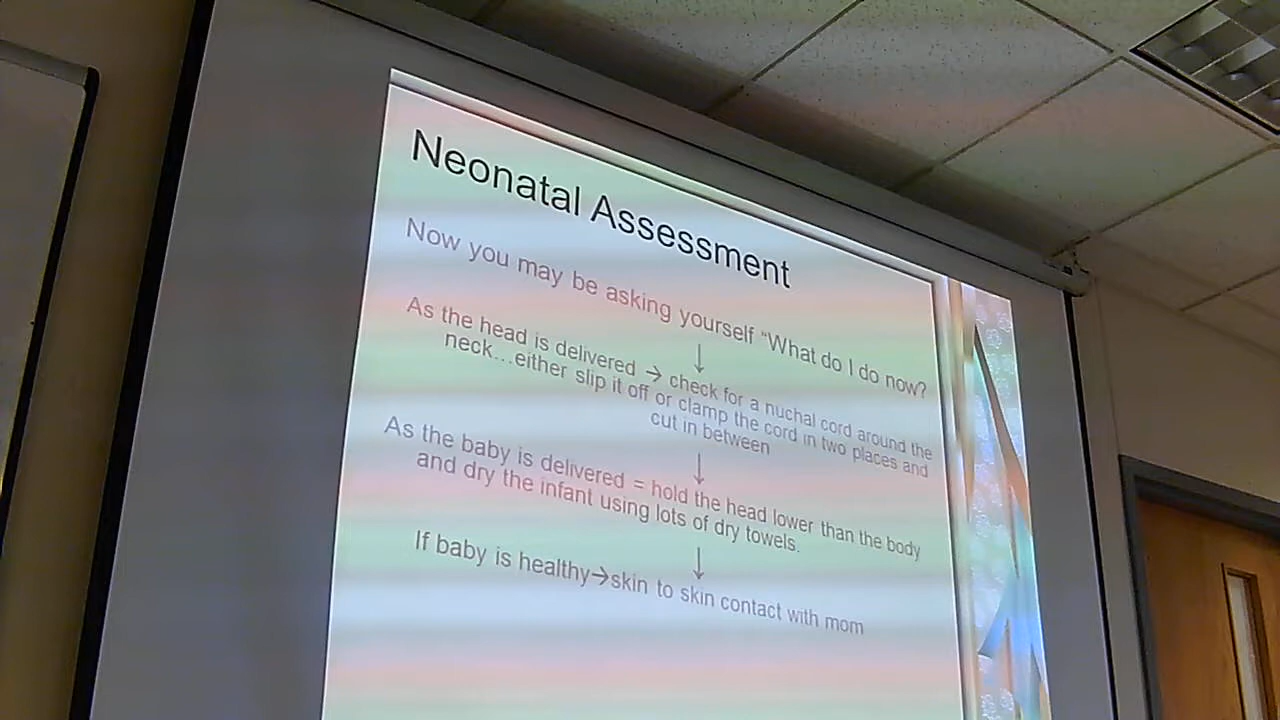 Neonatal Assessment
Now you may be asking yourself “What do I do now?
↓
As the head is delivered → check for a nuchal cord around the
neck…either slip it off or clamp the cord in two places and
cut in between
↓
As the baby is delivered = hold the head lower than the body
and dry the infant using lots of dry towels.
↓
If baby is healthy→skin to skin contact with mom